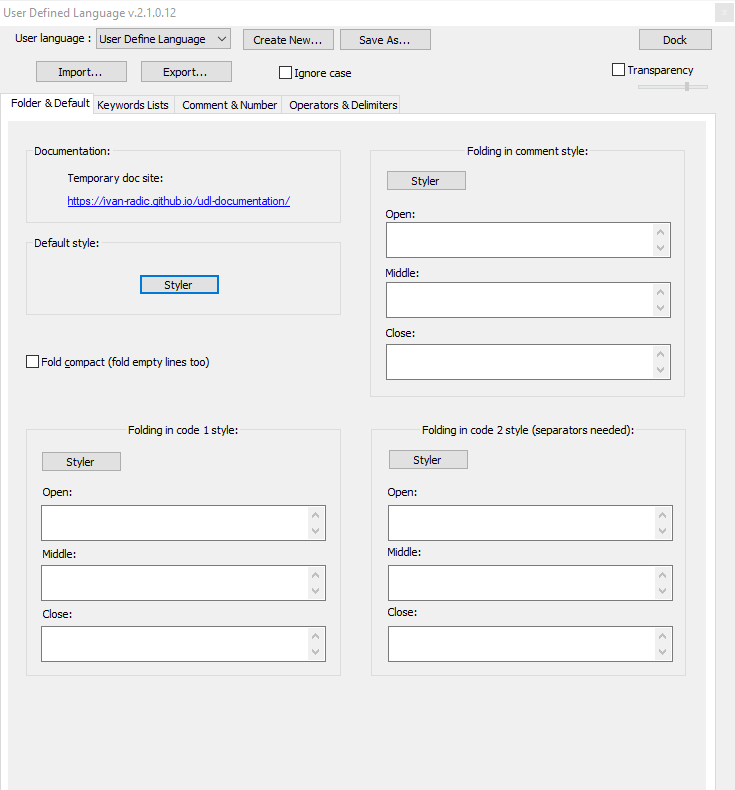 User Defined Language v.2.1.0.12
User language : User Define Language Create New... Save As... Dock
Import... Export... Ignore case Transparency
Folder & Default Keywords Lists Comment & Number Operators & Delimiters
Documentation:
Temporary doc site:
https://ivan-radic.github.io/udl-documentation/
Default style:
Styler
Fold compact (fold empty lines too)
Folding in comment style:
Styler
Open:
Middle:
Close:
Folding in code 1 style:
Styler
Open:
Middle:
Close:
Folding in code 2 style (separators needed):
Styler
Open:
Middle:
Close: